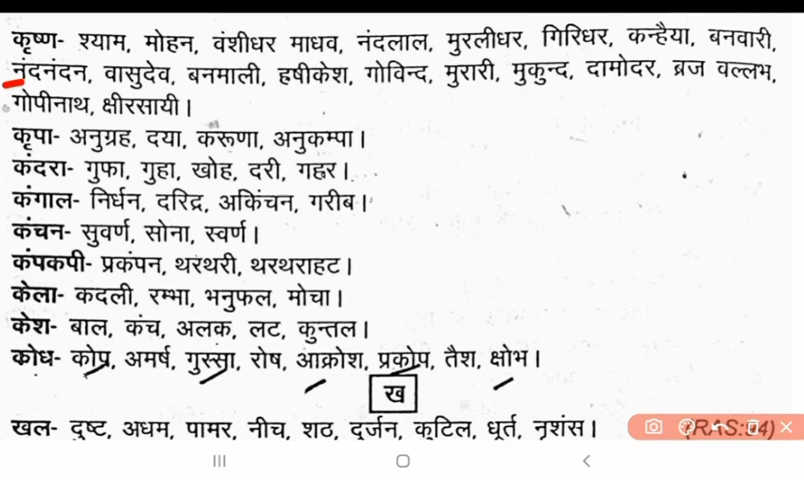 कृष्ण- श्याम, मोहन, वंशीधर माधव, नंदलाल, मुरलीधर, गिरिधर, कन्हैया, बनवारी,
नंदनंदन, वासुदेव, बनमाली, हृषीकेश, गोविन्द, मुरारी, मुकुन्द, दामोदर, व्रज वल्लभ,
गोपीनाथ, क्षीरसायी।
कृपा- अनुग्रह, दया, करूणा, अनुकम्पा।
कंदरा- गुफा, गुहा, खोह, दरी, गह्वर।
कंगाल- निर्धन, दरिद्र, अकिंचन, गरीब।
कंचन- सुवर्ण, सोना, स्वर्ण।
कंपकपी- प्रकंपन, थरथरी, थरथराहट।
केला- कदली, रम्भा, भनुफल, मोचा।
केश- बाल, कंच, अलक, लट, कुन्तल।
कोध- कोप, अमर्ष, गुस्सा, रोष, आक्रोश, प्रकोप, तैश, क्षोभ।
ख
खल- दुष्ट, अधम, पामर, नीच, शठ, दुर्जन, कुटिल, धूर्त, नृशंस। (RAS:94)